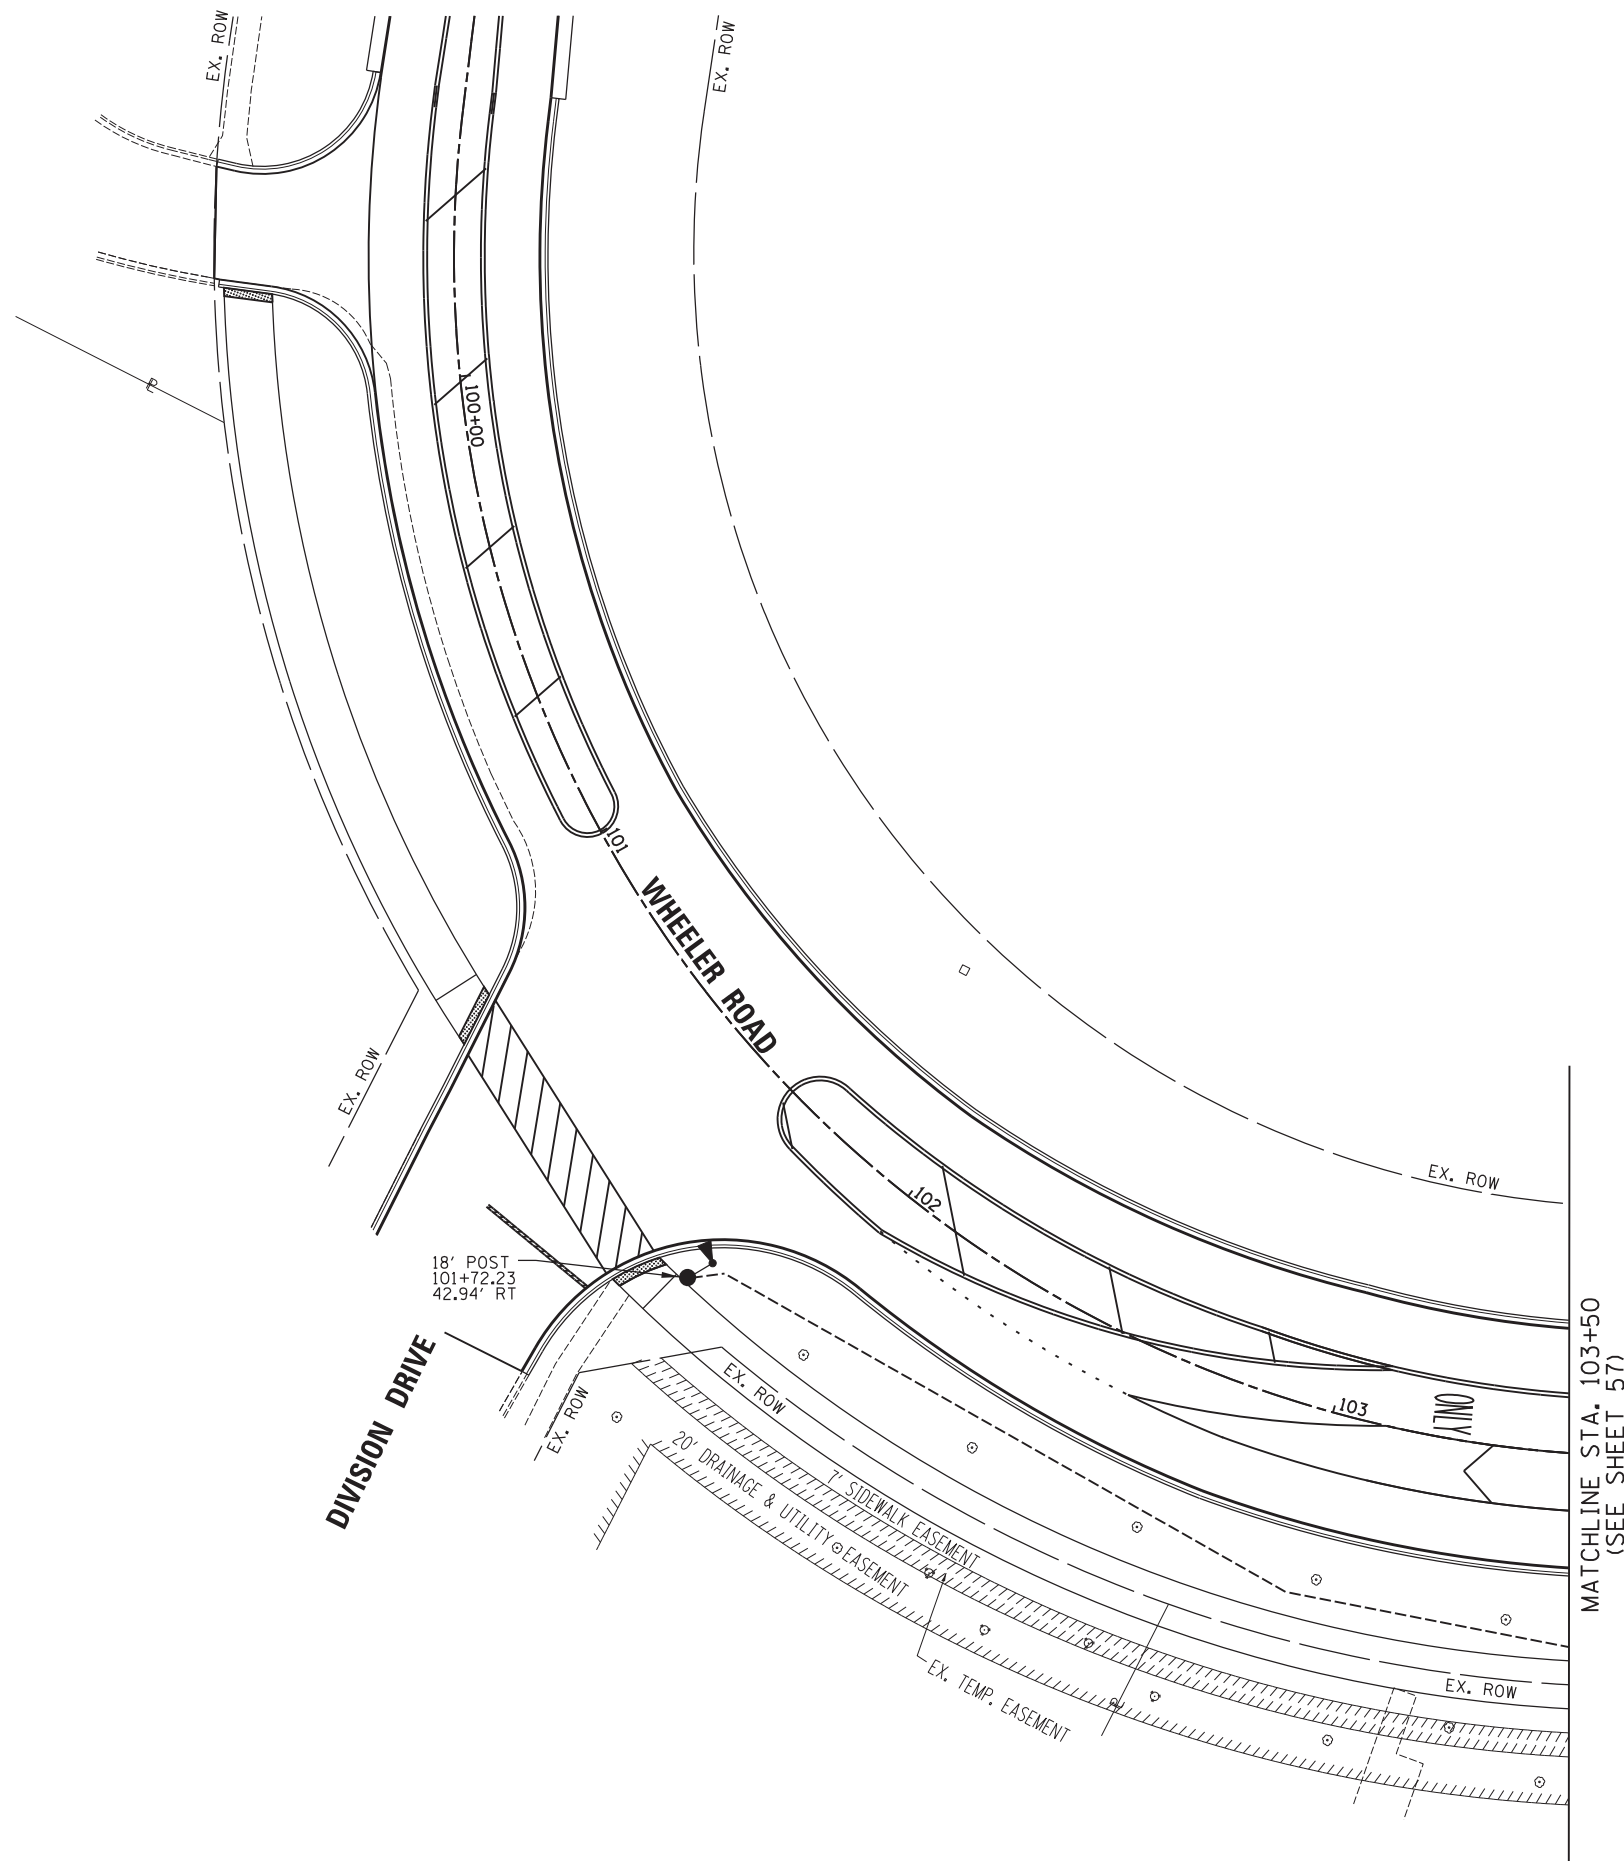 EX. ROW
EX. ROW
P
100+00
101
WHEELER ROAD
EX. ROW
EX. ROW
102
18' POST
101+72.23
42.94' RT
DIVISION DRIVE
EX. ROW
EX. ROW
103
ONLY
MATCHLINE STA. 103+50
(SEE SHEET 57)
7' SIDEWALK EASEMENT
20' DRAINAGE & UTILITY EASEMENT
EX. TEMP. EASEMENT
EX. ROW